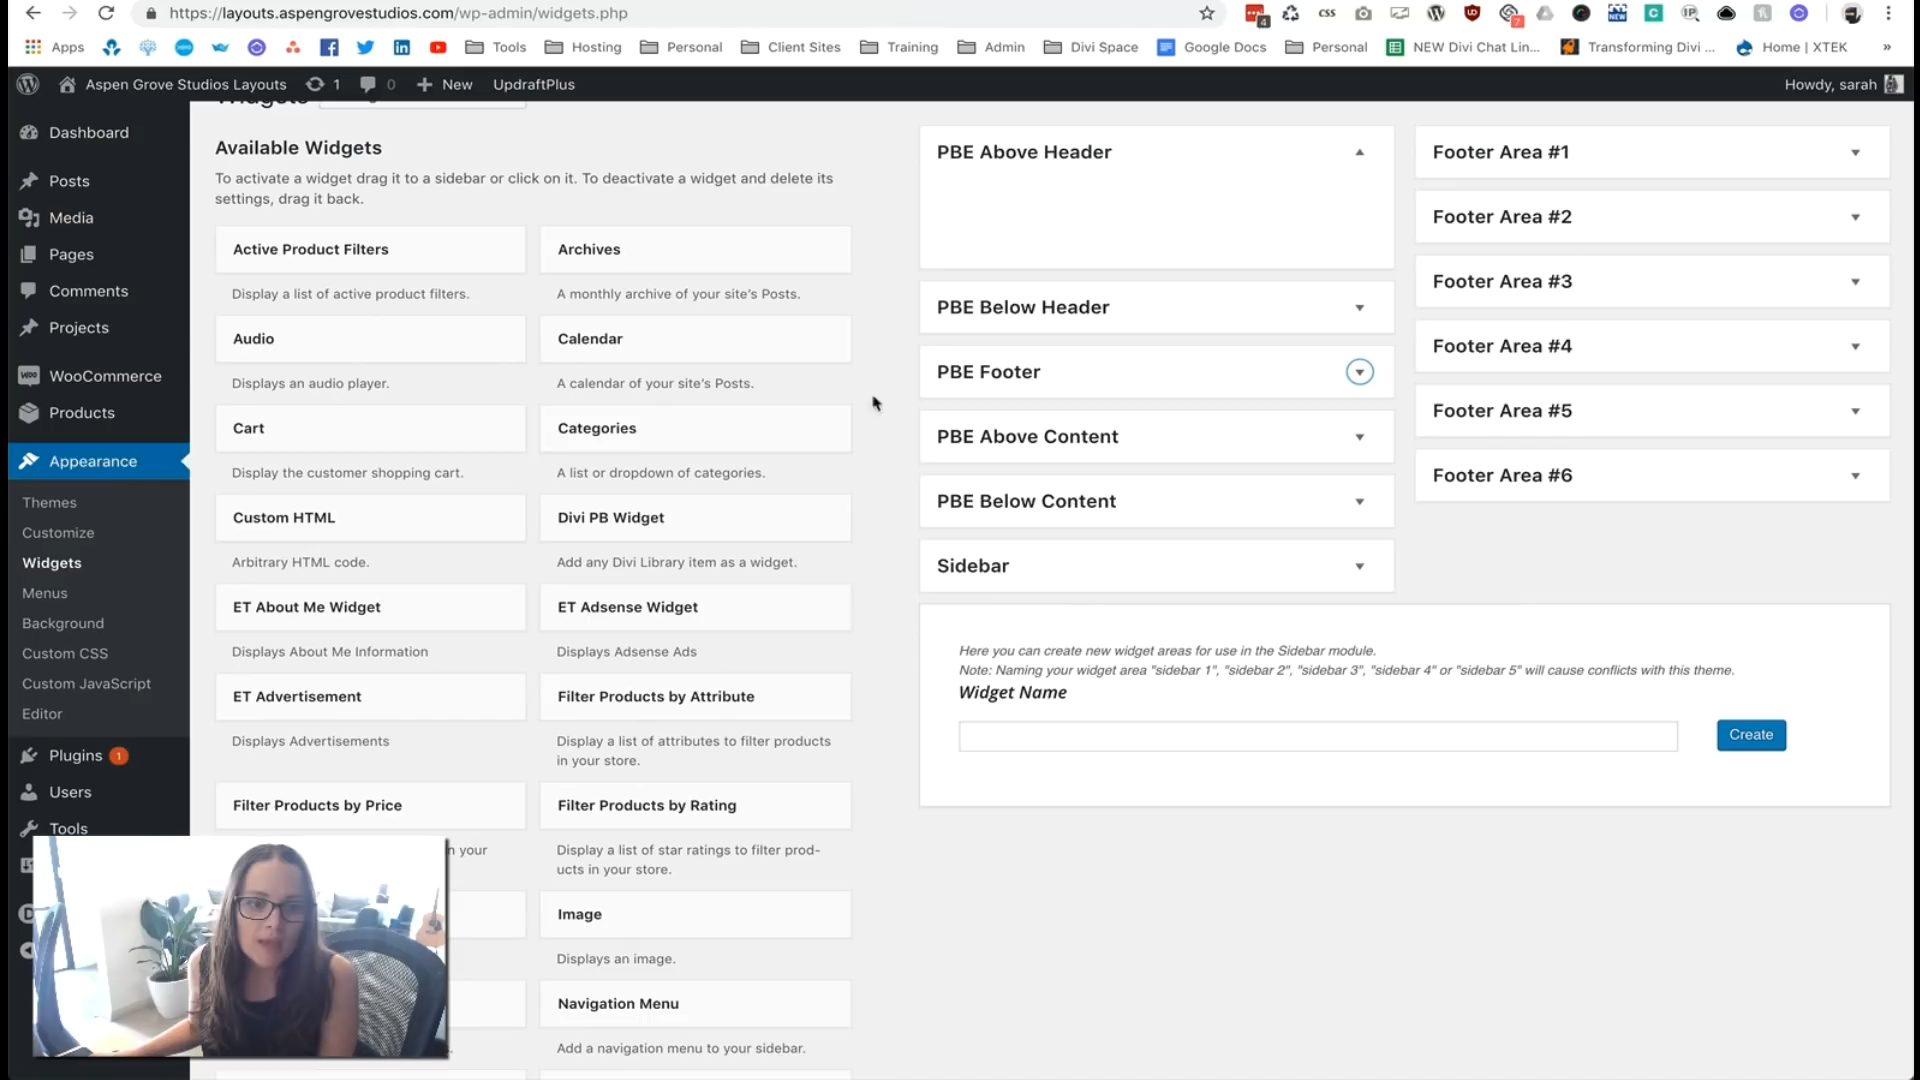 https://layouts.aspengrovestudios.com/wp-admin/widgets.php
Apps
Tools
Hosting
Personal
Client Sites
Training
Admin
Divi Space
Google Docs
Personal
NEW Divi Chat Lin...
Transforming Divi ...
Home | XTEK
»
Aspen Grove Studios Layouts
1
0
New
UpdraftPlus
Howdy, sarah
Dashboard
Posts
Media
Pages
Comments
Projects
WooCommerce
Products
Appearance
Themes
Customize
Widgets
Menus
Background
Custom CSS
Custom JavaScript
Editor
Plugins 1
Users
Tools
Widgets
Available Widgets
To activate a widget drag it to a sidebar or click on it. To deactivate a widget and delete its
settings, drag it back.
Active Product Filters
Display a list of active product filters.
Archives
A monthly archive of your site's Posts.
Audio
Displays an audio player.
Calendar
A calendar of your site's Posts.
Cart
Display the customer shopping cart.
Categories
A list or dropdown of categories.
Custom HTML
Arbitrary HTML code.
Divi PB Widget
Add any Divi Library item as a widget.
ET About Me Widget
Displays About Me Information
ET Adsense Widget
Displays Adsense Ads
ET Advertisement
Displays Advertisements
Filter Products by Attribute
Display a list of attributes to filter products
in your store.
Filter Products by Price
n your
Filter Products by Rating
Display a list of star ratings to filter prod-
ucts in your store.
Image
Displays an image.
Navigation Menu
Add a navigation menu to your sidebar.
PBE Above Header
PBE Below Header
PBE Footer
PBE Above Content
PBE Below Content
Sidebar
Footer Area #1
Footer Area #2
Footer Area #3
Footer Area #4
Footer Area #5
Footer Area #6
Here you can create new widget areas for use in the Sidebar module.
Note: Naming your widget area "sidebar 1", "sidebar 2", "sidebar 3", "sidebar 4" or "sidebar 5" will cause conflicts with this theme.
Widget Name
Create